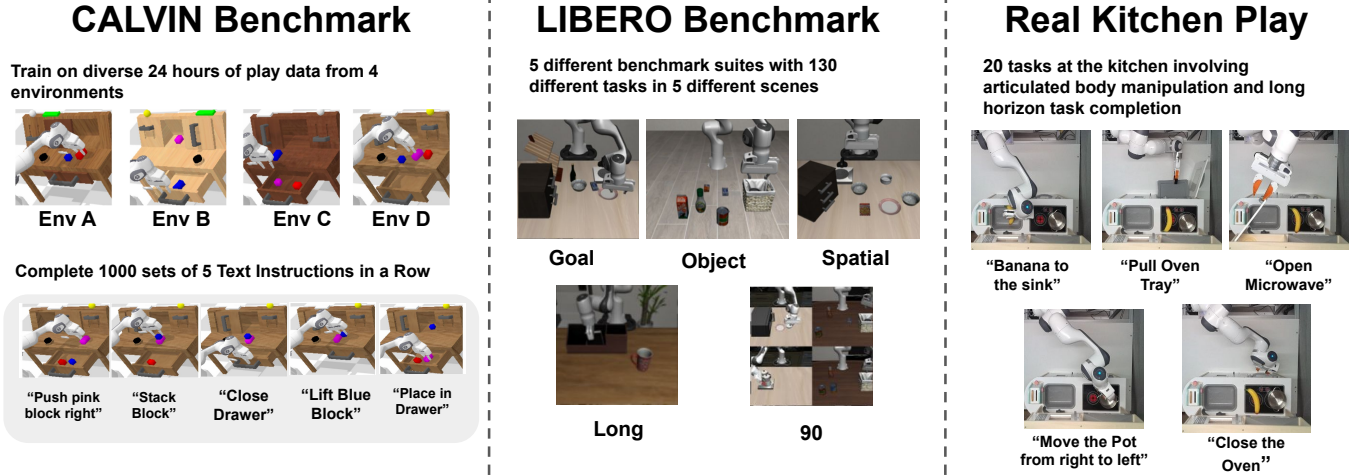 CALVIN Benchmark
Train on diverse 24 hours of play data from 4
environments
Env A
Env B
Env C
Env D
Complete 1000 sets of 5 Text Instructions in a Row
“Push pink
block right”
“Stack
Block”
“Close
Drawer”
“Lift Blue
Block”
“Place in
Drawer”
LIBERO Benchmark
5 different benchmark suites with 130
different tasks in 5 different scenes
Goal
Object
Spatial
Long
90
Real Kitchen Play
20 tasks at the kitchen involving
articulated body manipulation and long
horizon task completion
“Banana to
the sink”
“Pull Oven
Tray”
“Open
Microwave”
“Move the Pot
from right to left”
“Close the
Oven”